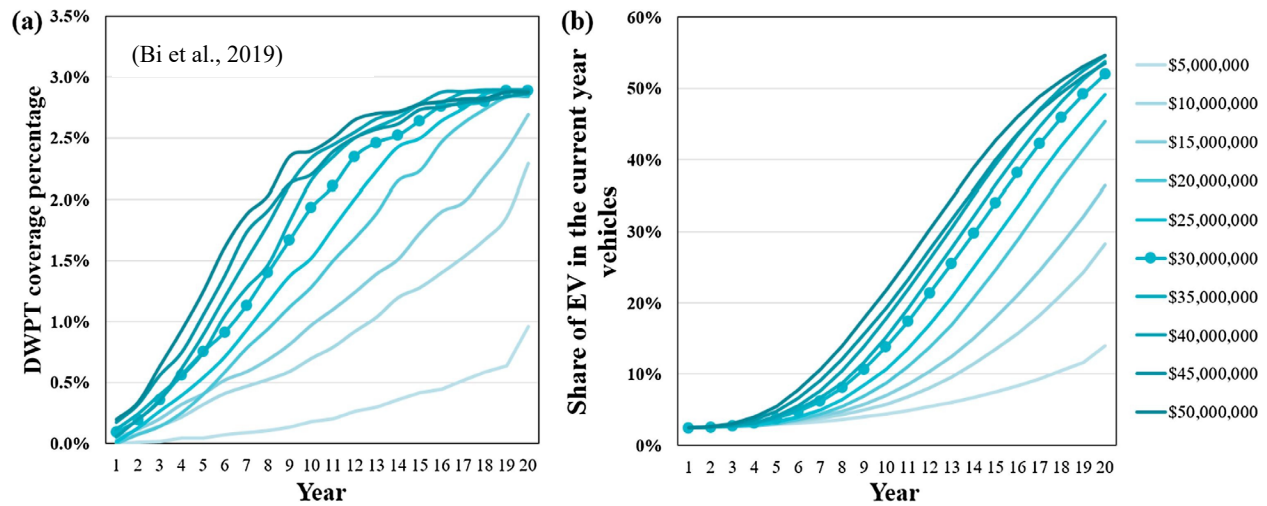 (a)
(Bi et al., 2019)
DWPT coverage percentage
3.5%
3.0%
2.5%
2.0%
1.5%
1.0%
0.5%
0.0%
1 2 3 4 5 6 7 8 9 10 11 12 13 14 15 16 17 18 19 20
Year
(b)
Share of EV in the current year
vehicles
60%
50%
40%
30%
20%
10%
0%
1 2 3 4 5 6 7 8 9 10 11 12 13 14 15 16 17 18 19 20
Year
$5,000,000
$10,000,000
$15,000,000
$20,000,000
$25,000,000
$30,000,000
$35,000,000
$40,000,000
$45,000,000
$50,000,000